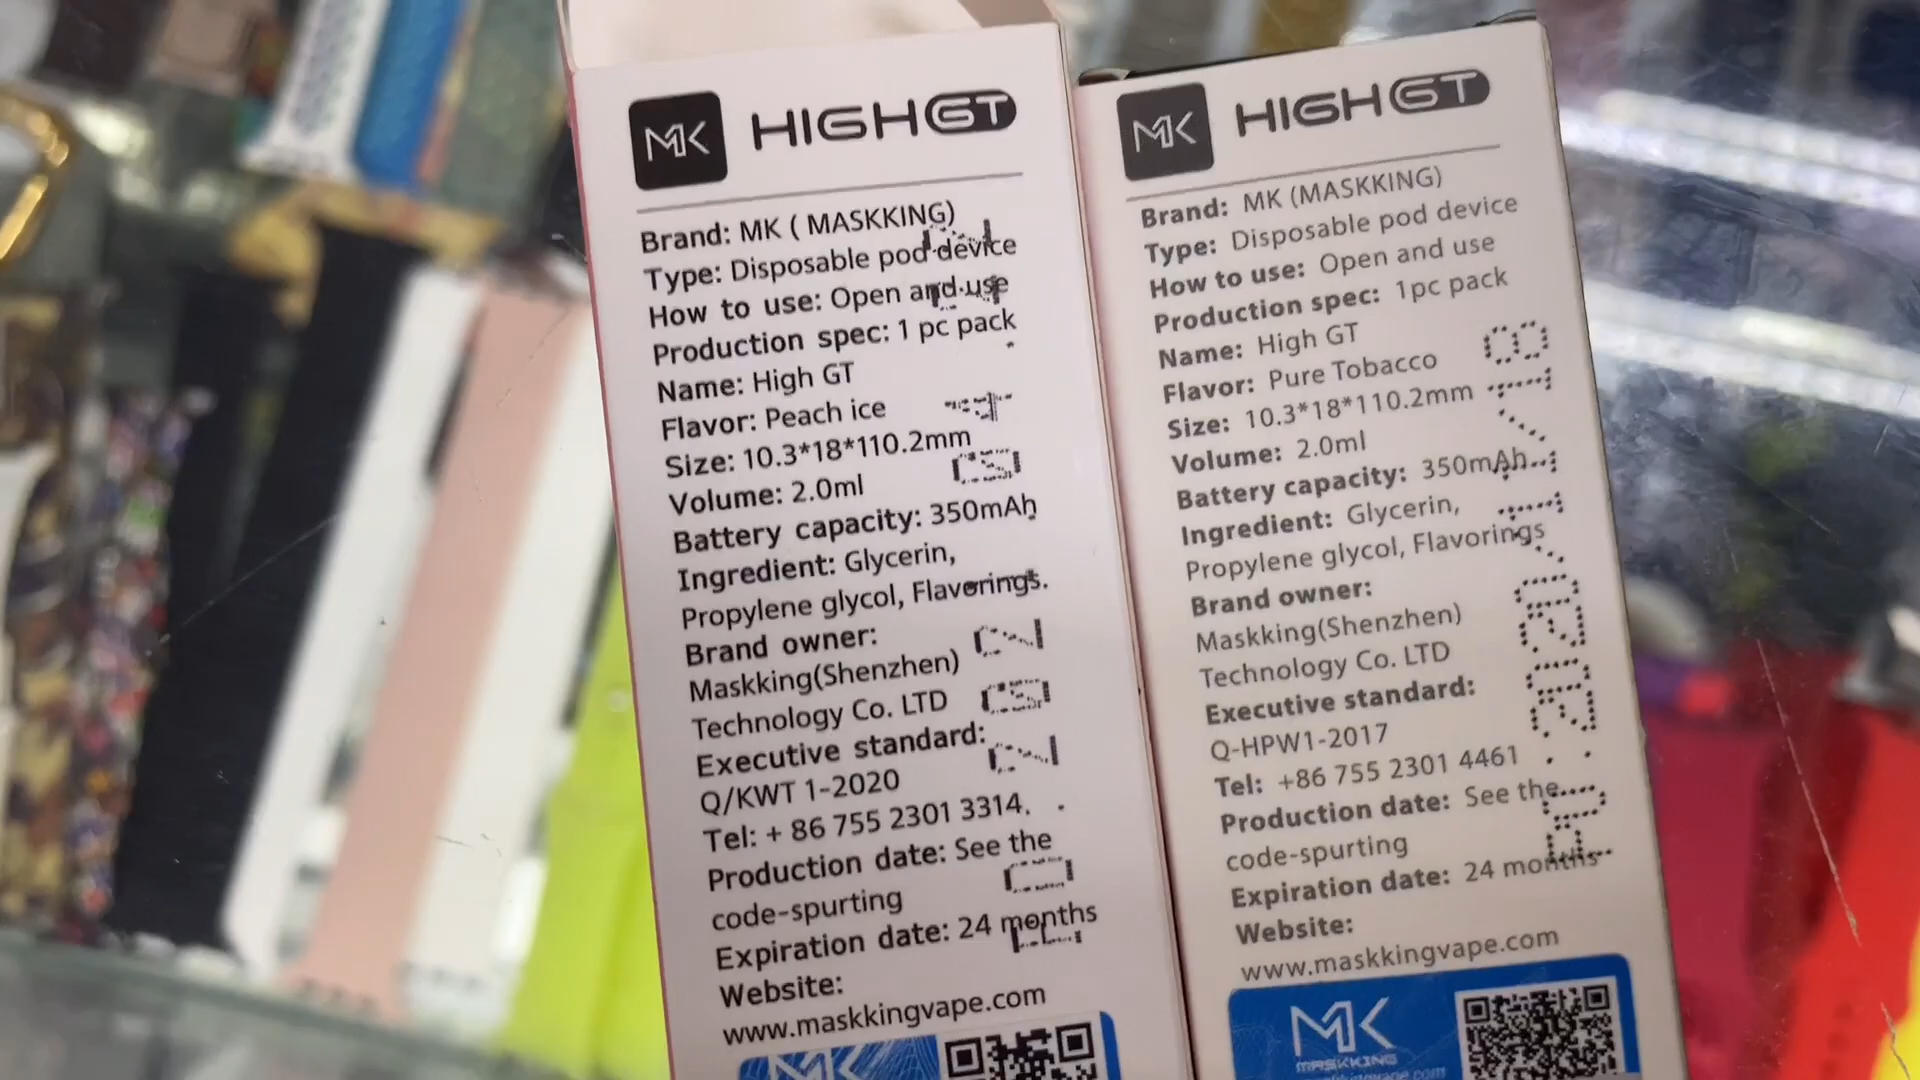 MK HIGH GT
Brand: MK ( MASKKING)
Type: Disposable pod device
How to use: Open and use
Production spec: 1 pc pack
Name: High GT
Flavor: Peach ice
Size: 10.3*18*110.2mm
Volume: 2.0ml
Battery capacity: 350mAh
Ingredient: Glycerin,
Propylene glycol, Flavorings.
Brand owner:
Maskking(Shenzhen)
Technology Co. LTD
Executive standard:
Q/KWT 1-2020
Tel: + 86 755 2301 3314.
Production date: See the
code-spurting
Expiration date: 24 months
Website:
www.maskkingvape.com
MK
MK HIGH GT
Brand: MK (MASKKING)
Type: Disposable pod device
How to use: Open and use
Production spec: 1pc pack
Name: High GT
Flavor: Pure Tobacco
Size: 10.3*18*110.2mm
Volume: 2.0ml
Battery capacity: 350mAh
Ingredient: Glycerin,
Propylene glycol, Flavorings
Brand owner:
Maskking(Shenzhen)
Technology Co. LTD
Executive standard:
Q-HPW1-2017
Tel: +86 755 2301 4461
Production date: See the
code-spurting
Expiration date: 24 months
Website:
www.maskkingvape.com
MK
MASKKING